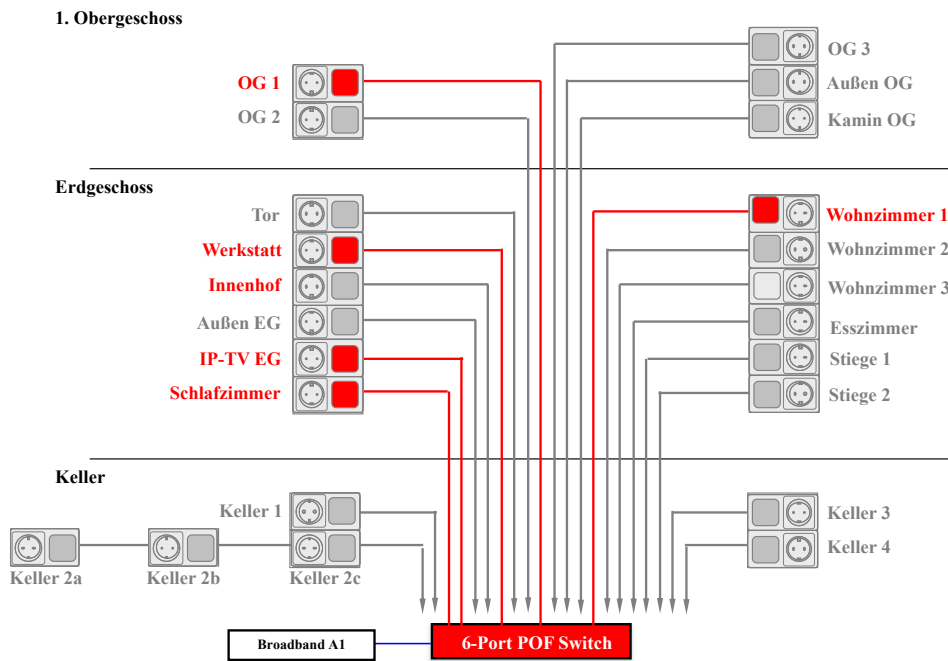 1. Obergeschoss
OG 1
OG 2
OG 3
Außen OG
Kamin OG
Erdgeschoss
Tor
Werkstatt
Innenhof
Außen EG
IP-TV EG
Schlafzimmer
Wohnzimmer 1
Wohnzimmer 2
Wohnzimmer 3
Esszimmer
Stiege 1
Stiege 2
Keller
Keller 1
Keller 2a
Keller 2b
Keller 2c
Keller 3
Keller 4
Broadband A1
6-Port POF Switch